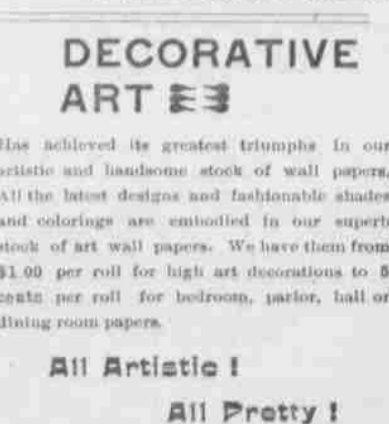 DECORATIVE
ART
Has achieved its greatest triumphs in our
artistic and handsome stock of wall papers.
All the latest designs and fashionable shades
and colorings are embodied in our superb
stock of art wall papers. We have them from
$1.00 per roll for high art decorations to 5
cents per roll for bedroom, parlor, hall or
dining room papers.
All Artistic !
All Pretty !